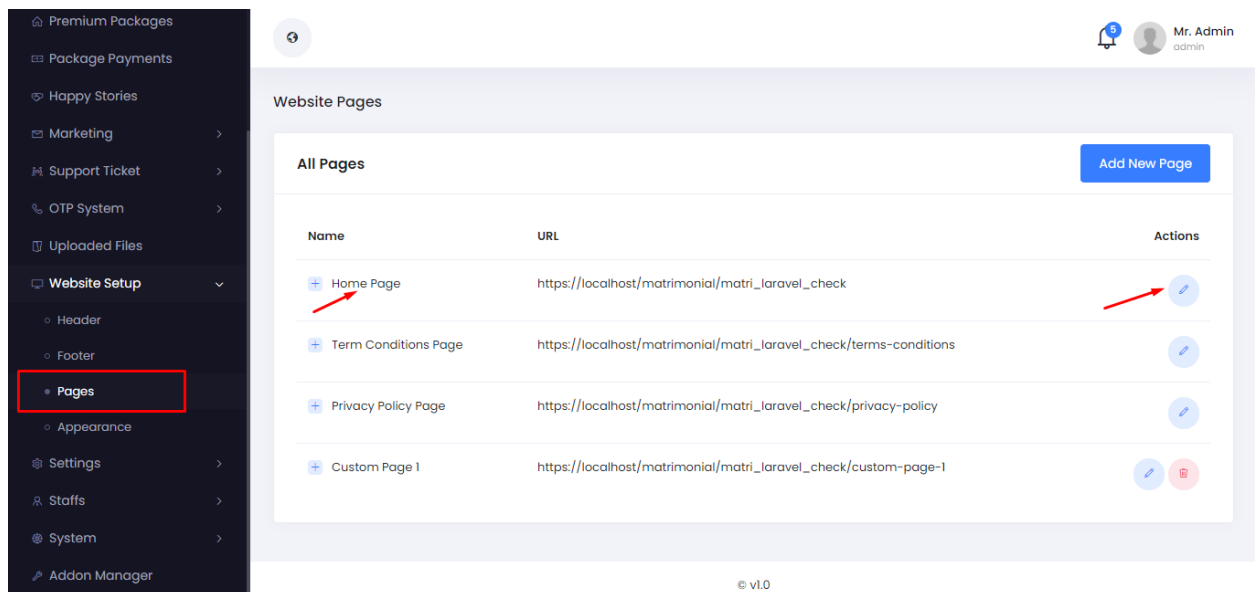 Premium Packages
Package Payments
Happy Stories
Marketing
Support Ticket
OTP System
Uploaded Files
Website Setup
Header
Footer
Pages
Appearance
Settings
Staffs
System
Addon Manager
5
Mr. Admin
admin
Website Pages
All Pages
Add New Page
Name URL Actions
Home Page https://localhost/matrimonial/matri_laravel_check
Term Conditions Page https://localhost/matrimonial/matri_laravel_check/terms-conditions
Privacy Policy Page https://localhost/matrimonial/matri_laravel_check/privacy-policy
Custom Page 1 https://localhost/matrimonial/matri_laravel_check/custom-page-1
© v1.0